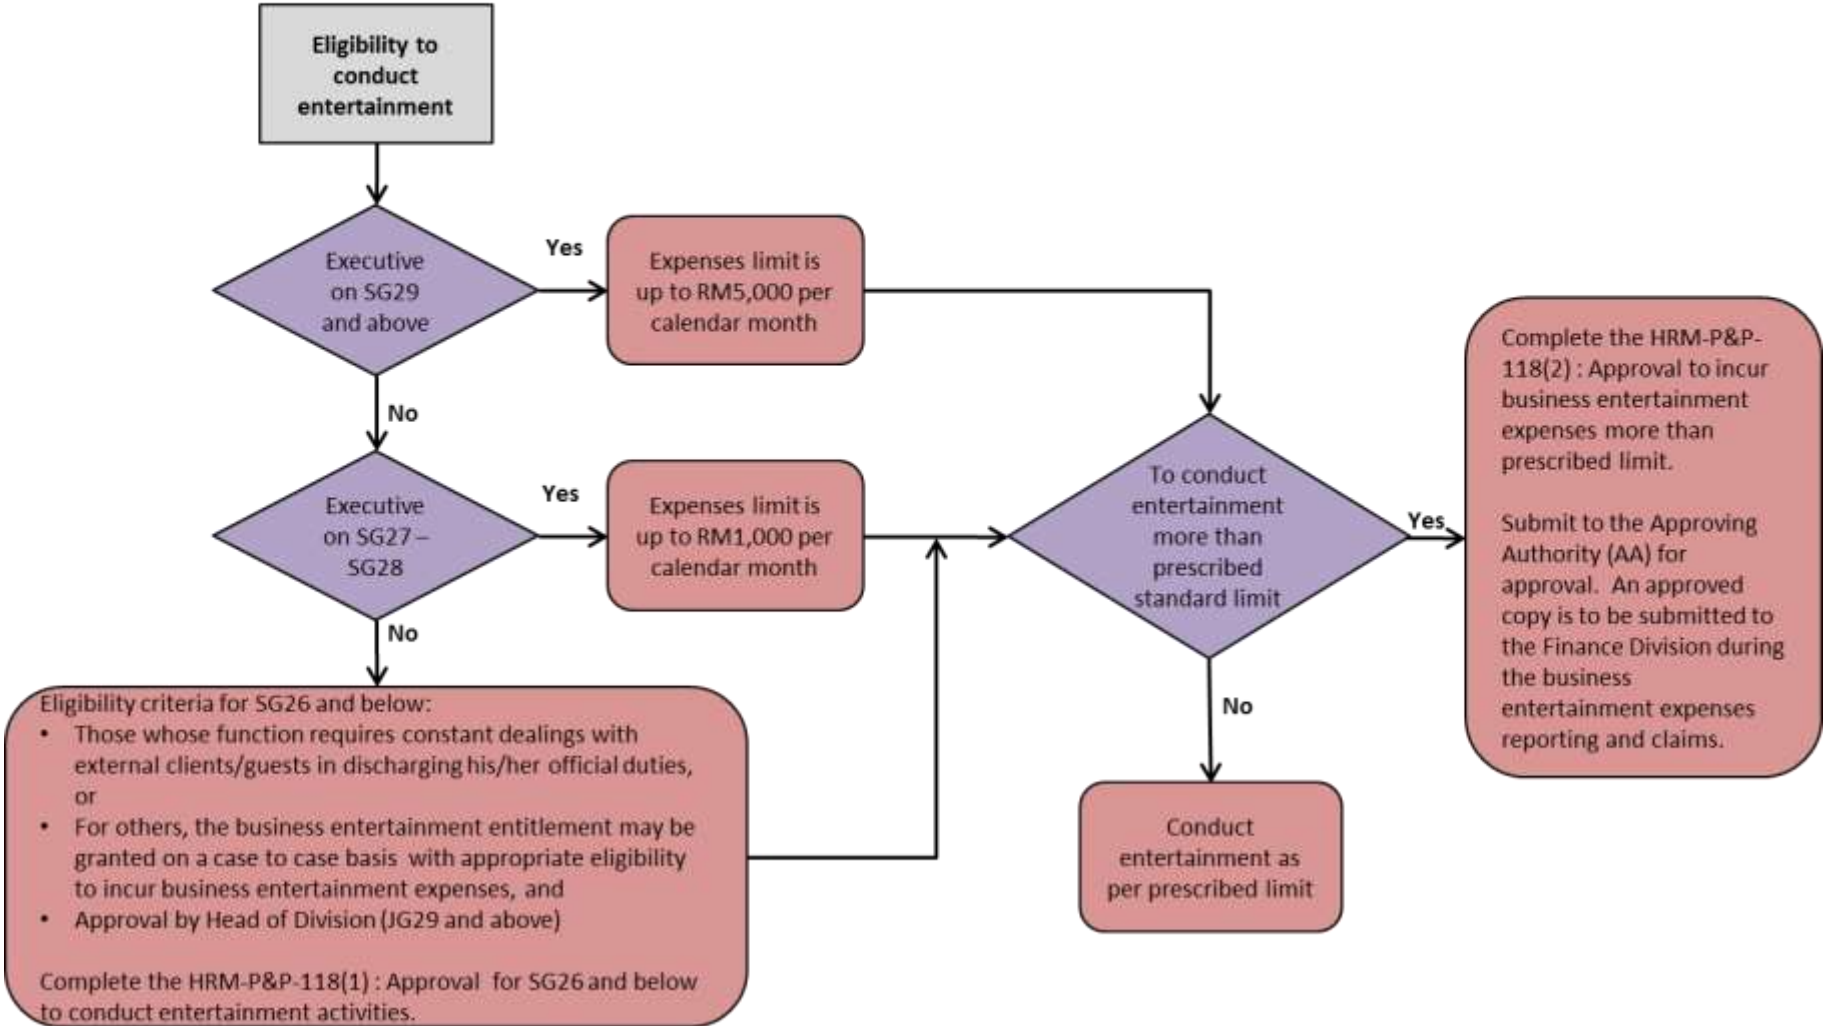 Eligibility to
conduct
entertainment
Executive
on SG29
and above
Yes
Expenses limit is
up to RM5,000 per
calendar month
No
Executive
on SG27 –
SG28
Yes
Expenses limit is
up to RM1,000 per
calendar month
No
Eligibility criteria for SG26 and below:
• Those whose function requires constant dealings with
external clients/guests in discharging his/her official duties,
or
• For others, the business entertainment entitlement may be
granted on a case to case basis with appropriate eligibility
to incur business entertainment expenses, and
• Approval by Head of Division (JG29 and above)
Complete the HRM-P&P-118(1) : Approval for SG26 and below
to conduct entertainment activities.
To conduct
entertainment
more than
prescribed
standard limit
Yes
Complete the HRM-P&P-
118(2) : Approval to incur
business entertainment
expenses more than
prescribed limit.
Submit to the Approving
Authority (AA) for
approval. An approved
copy is to be submitted to
the Finance Division during
the business
entertainment expenses
reporting and claims.
No
Conduct
entertainment as
per prescribed limit